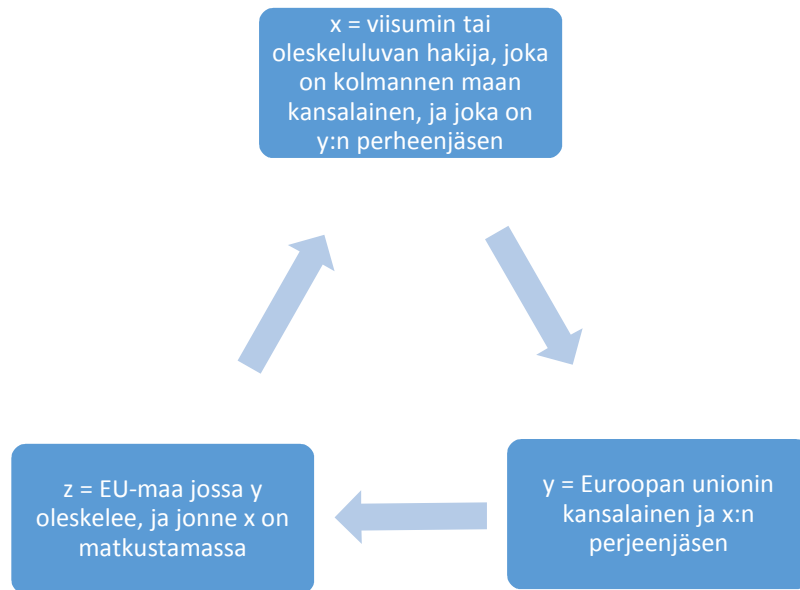 x = viisumin tai
oleskeluluvan hakija, joka
on kolmannen maan
kansalainen, ja joka on
y:n perheenjäsen
z = EU-maa jossa y
oleskelee, ja jonne x on
matkustamassa
y = Euroopan unionin
kansalainen ja x:n
perjeenjäsen